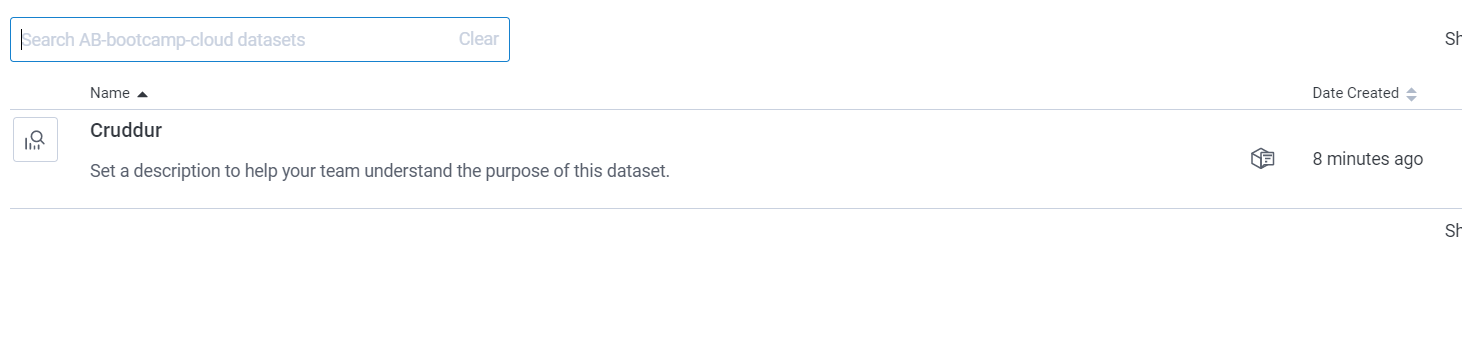 Search AB-bootcamp-cloud datasets Clear
Sh
Name Date Created
Cruddur
Set a description to help your team understand the purpose of this dataset. 8 minutes ago
Sh